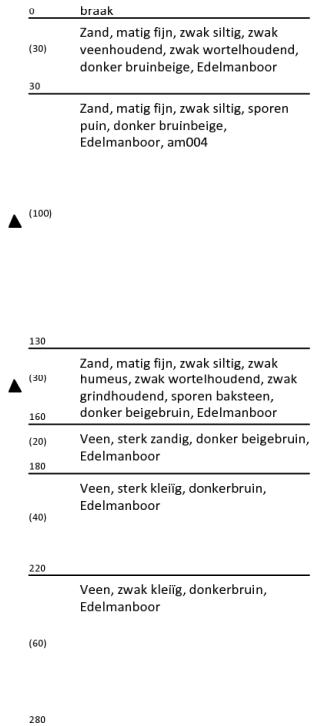 0 braak
Zand, matig fijn, zwak siltig, zwak
(30) veenhoudend, zwak wortelhoudend,
donker bruinbeige, Edelmanboor
30
Zand, matig fijn, zwak siltig, sporen
puin, donker bruinbeige,
Edelmanboor, am004
(100)
130
Zand, matig fijn, zwak siltig, zwak
(30) humeus, zwak wortelhoudend, zwak
grindhoudend, sporen baksteen,
160 donker beigebruin, Edelmanboor
(20) Veen, sterk zandig, donker beigebruin,
Edelmanboor
180
Veen, sterk kleiïg, donkerbruin,
Edelmanboor
(40)
220
Veen, zwak kleiïg, donkerbruin,
Edelmanboor
(60)
280